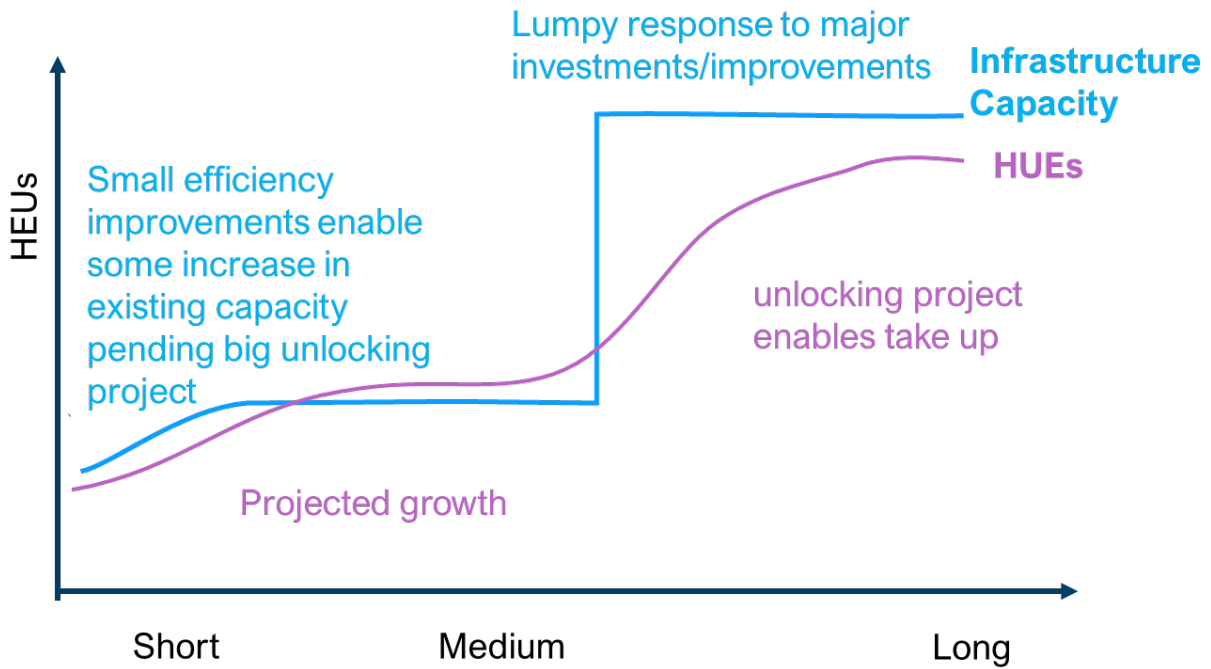 Lumpy response to major
investments/improvements
Infrastructure
Capacity
HUEs
HEUs
Small efficiency
improvements enable
some increase in
existing capacity
pending big unlocking
project
unlocking project
enables take up
Projected growth
Short
Medium
Long